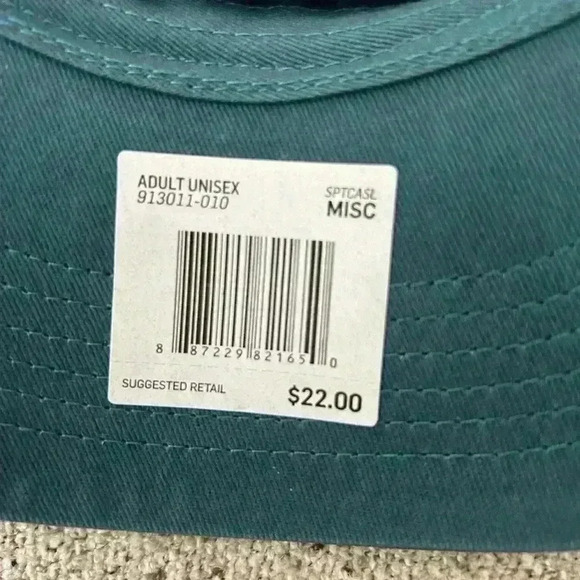 ADULT UNISEX
913011-010
SPTCASL
MISC
8 87229 82165 0
SUGGESTED RETAIL $22.00